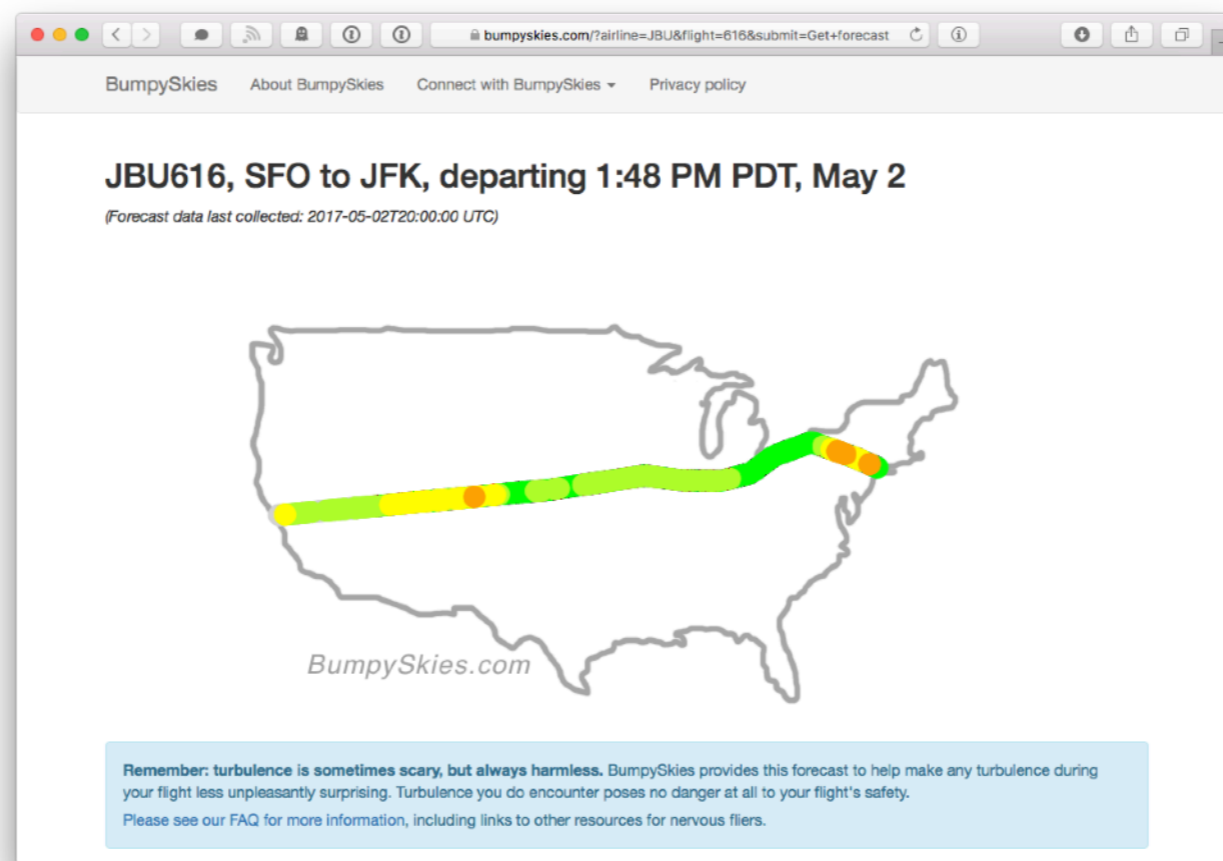 bumpyskies.com/?airline=JBU&flight=616&submit=Get+forecast
BumpySkies About BumpySkies Connect with BumpySkies Privacy policy
JBU616, SFO to JFK, departing 1:48 PM PDT, May 2
(Forecast data last collected: 2017-05-02T20:00:00 UTC)
BumpySkies.com
Remember: turbulence is sometimes scary, but always harmless. BumpySkies provides this forecast to help make any turbulence during
your flight less unpleasantly surprising. Turbulence you do encounter poses no danger at all to your flight's safety.
Please see our FAQ for more information, including links to other resources for nervous fliers.